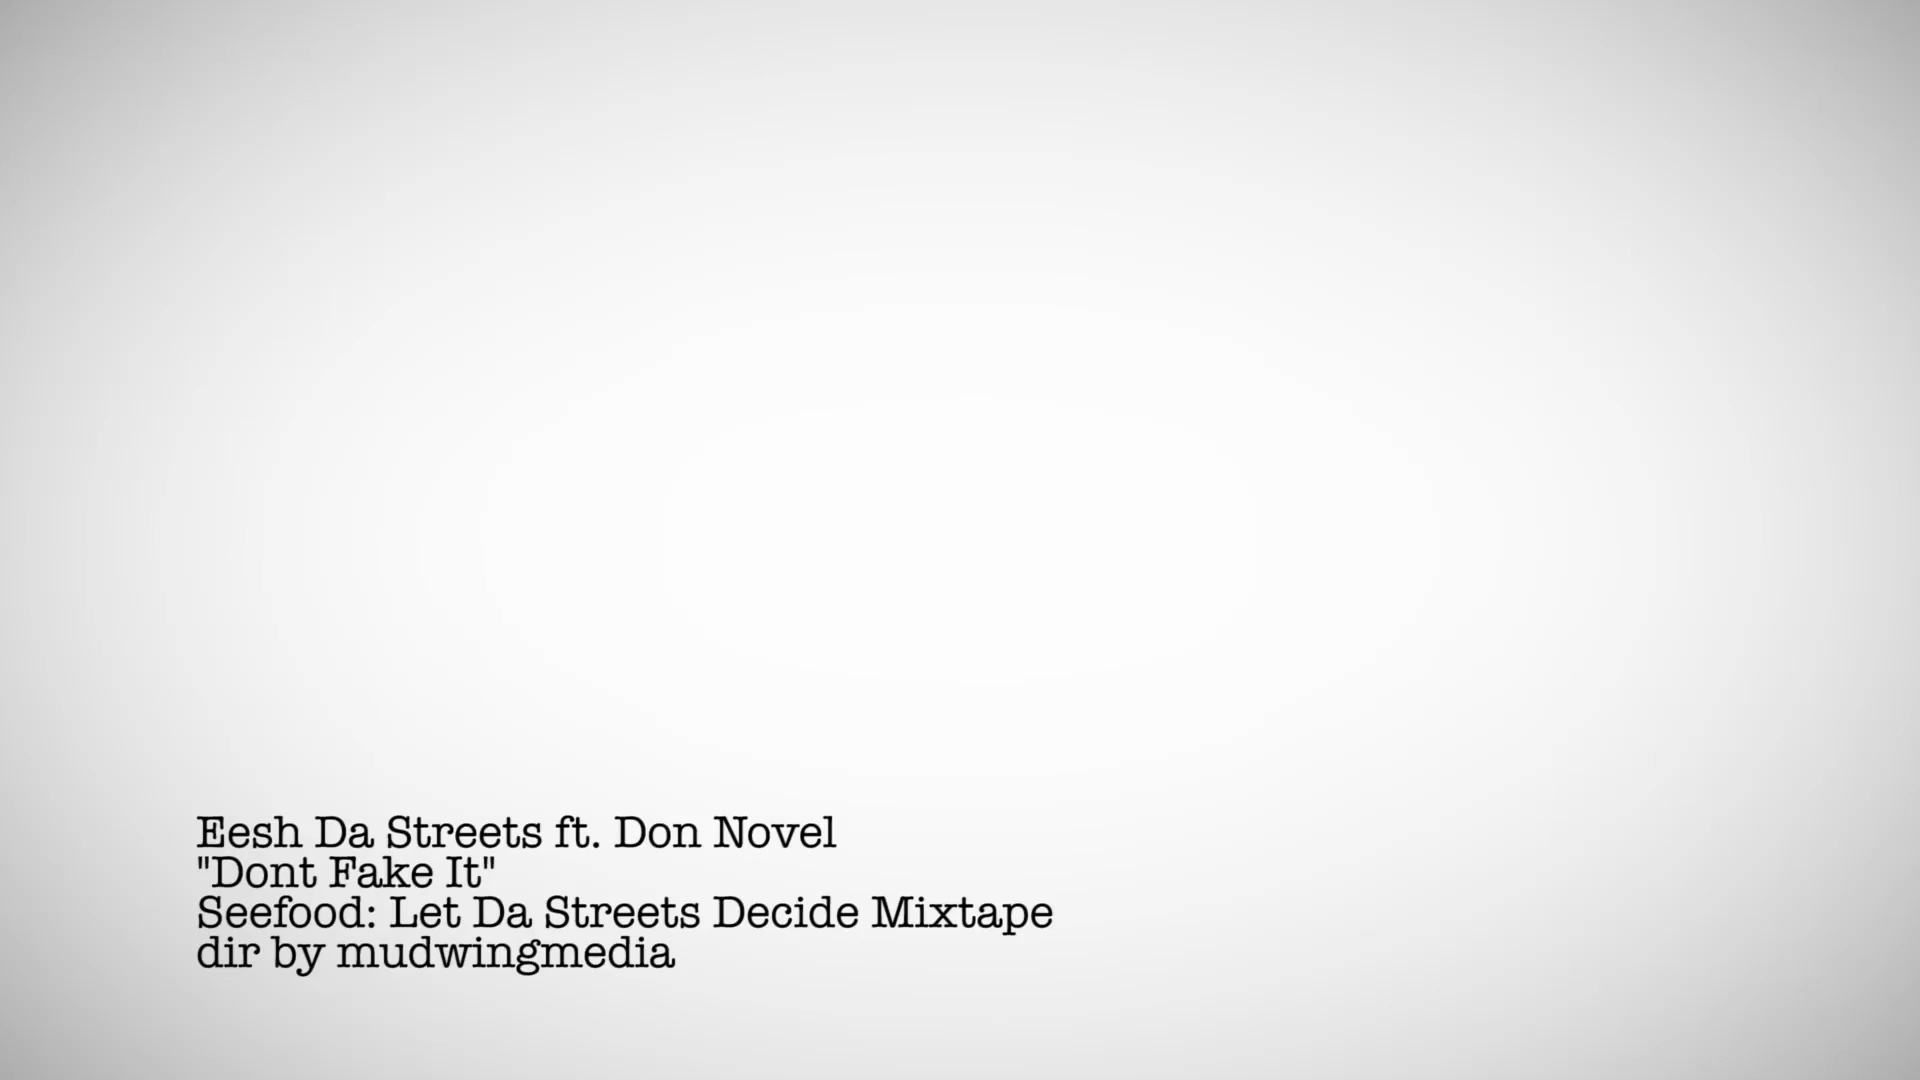 Eesh Da Streets ft. Don Novel
"Dont Fake It"
Seefood: Let Da Streets Decide Mixtape
dir by mudwingmedia